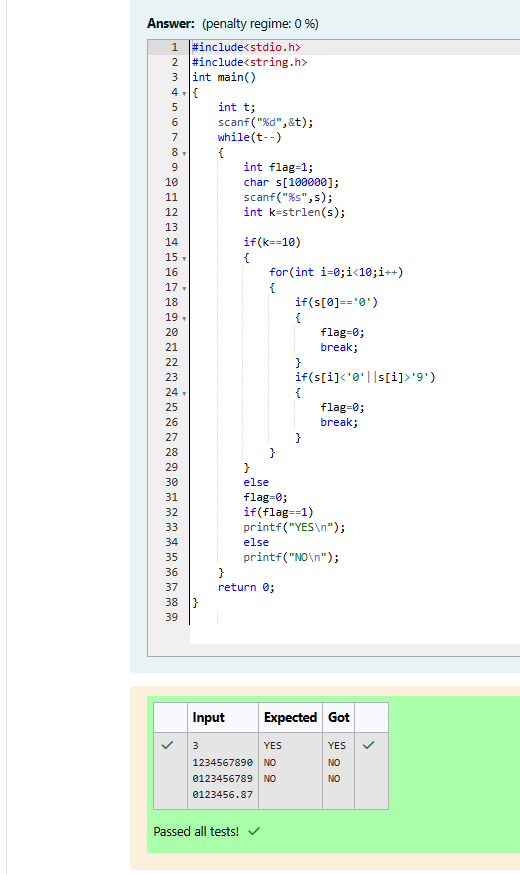 Answer: (penalty regime: 0 %)
1 #include<stdio.h>
2 #include<string.h>
3 int main()
4 {
5 int t;
6 scanf("%d",&t);
7 while(t--)
8 {
9 int flag=1;
10 char s[100000];
11 scanf("%s",s);
12 int k=strlen(s);
13
14 if(k==10)
15 {
16 for(int i=0;i<10;i++)
17 {
18 if(s[0]=='0')
19 {
20 flag=0;
21 break;
22 }
23 if(s[i]<'0'||s[i]>'9')
24 {
25 flag=0;
26 break;
27 }
28 }
29 }
30 else
31 flag=0;
32 if(flag==1)
33 printf("YES\n");
34 else
35 printf("NO\n");
36 }
37 return 0;
38 }
39
Input Expected Got
3 YES YES
1234567890 NO NO
0123456789 NO NO
0123456.87
Passed all tests!